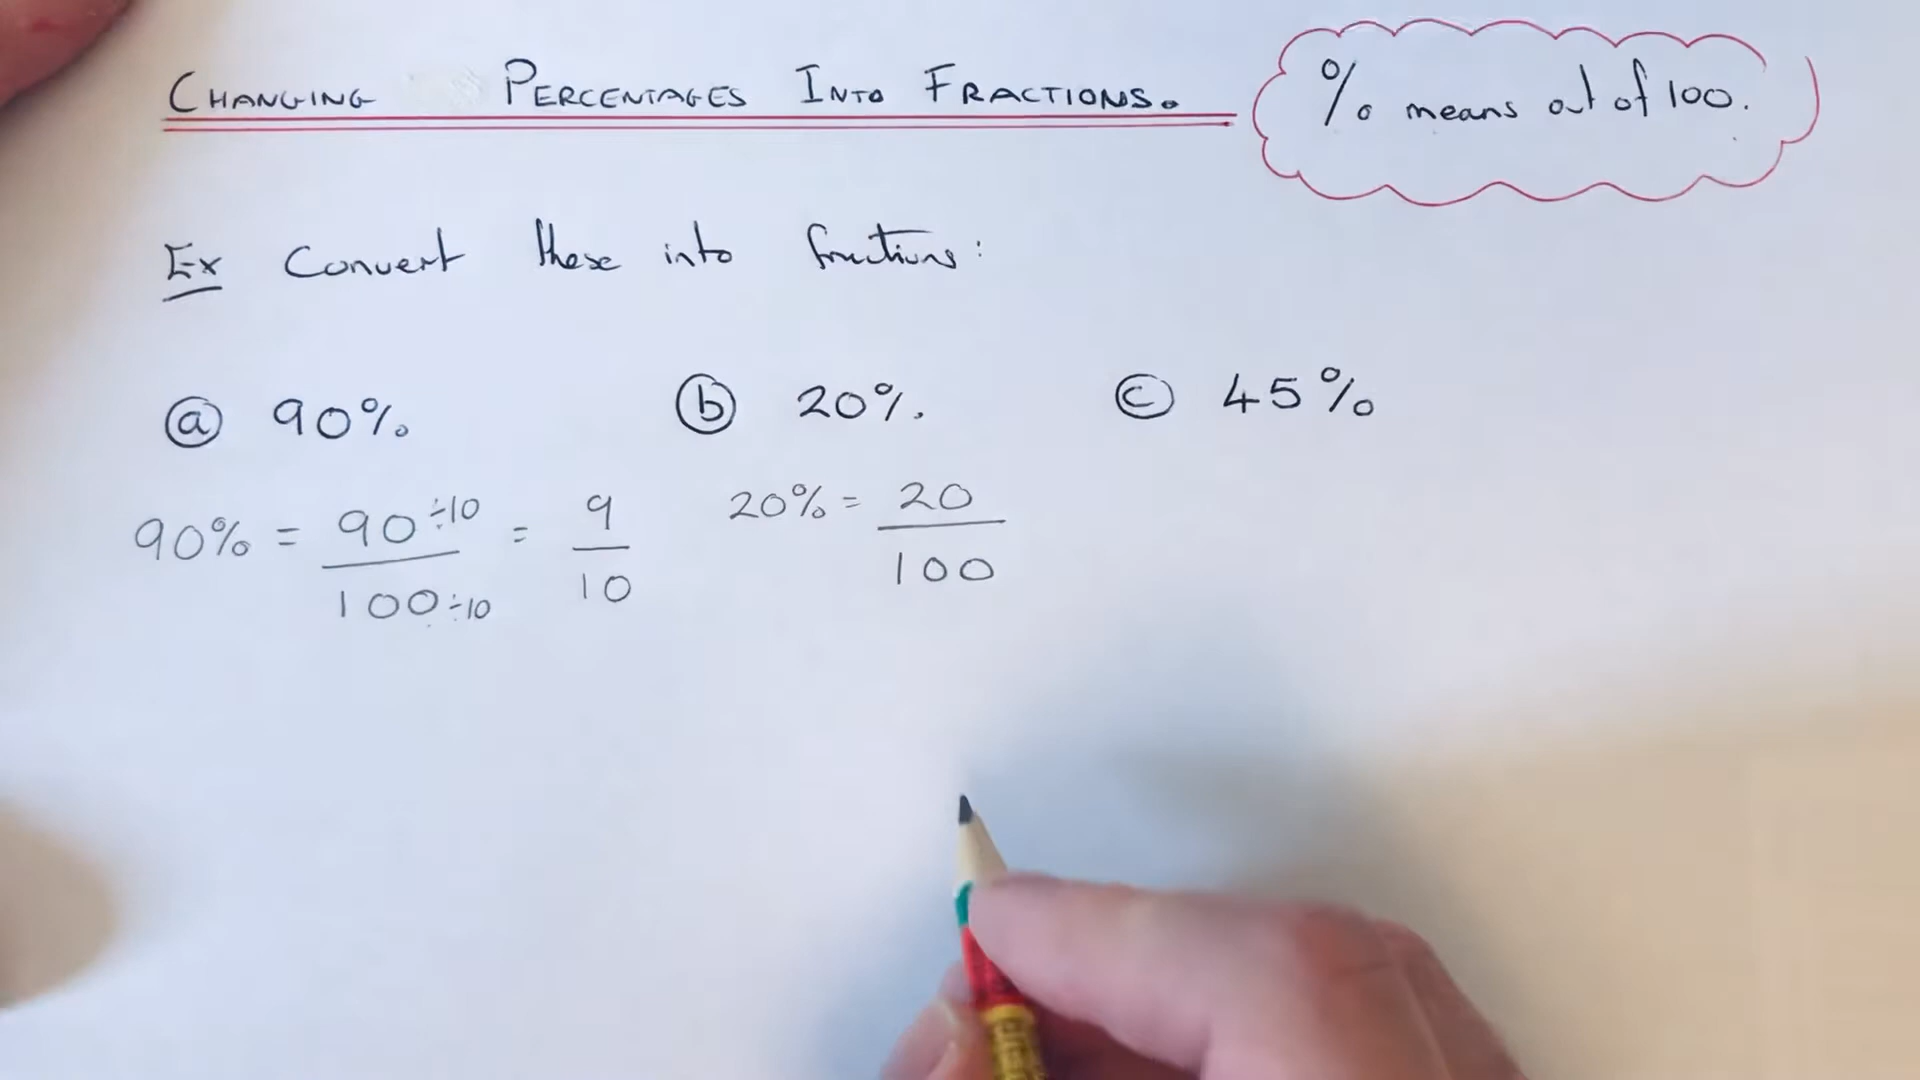 CHANGING PERCENTAGES INTO FRACTIONS.
% means out of 100.
Ex Convert these into fractions:
ⓐ 90%
ⓑ 20%.
ⓒ 45%
90% = 90÷10 / 100÷10 = 9 / 10
20% = 20 / 100